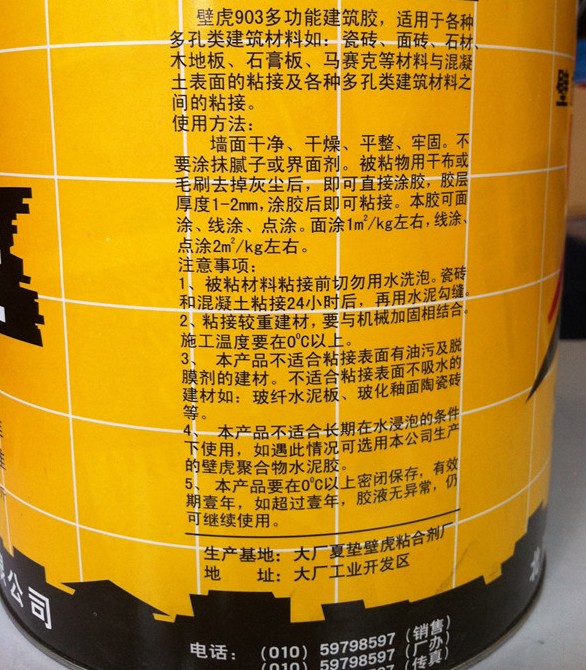 壁虎903多功能建筑胶，适用于各种
多孔类建筑材料如：瓷砖、面砖、石材、
木地板、石膏板、马赛克等材料与混凝
土表面的粘接及各种多孔类建筑材料之
间的粘接。
使用方法：
墙面干净、干燥、平整、牢固。不
要涂抹腻子或界面剂。被粘物用干布或
毛刷去掉灰尘后，即可直接涂胶，胶层
厚度1-2mm，涂胶后即可粘接。本胶可面
涂、线涂、点涂。面涂1m²/kg左右，线涂、
点涂2m²/kg左右。
注意事项：
1、被粘材料粘接前切勿用水洗泡。瓷砖
和混凝土粘接24小时后，再用水泥勾缝。
2、粘接较重建材，要与机械加固相结合。
施工温度要在0℃以上。
3、 本产品不适合粘接表面有油污及脱
膜剂的建材。不适合粘接表面不吸水的
建材如：玻纤水泥板、玻化釉面陶瓷砖
等。
4、 本产品不适合长期在水浸泡的条件
下使用，如遇此情况可选用本公司生产
的壁虎聚合物水泥胶。
5、 本产品要在0℃以上密闭保存，有效
期壹年，如超过壹年，胶液无异常，仍
可继续使用。
生产基地：大厂夏垫壁虎粘合剂厂
地 址：大厂工业开发区
公司
电话：（010）59798597（销售）
（010）59798597（厂办）
（传真）